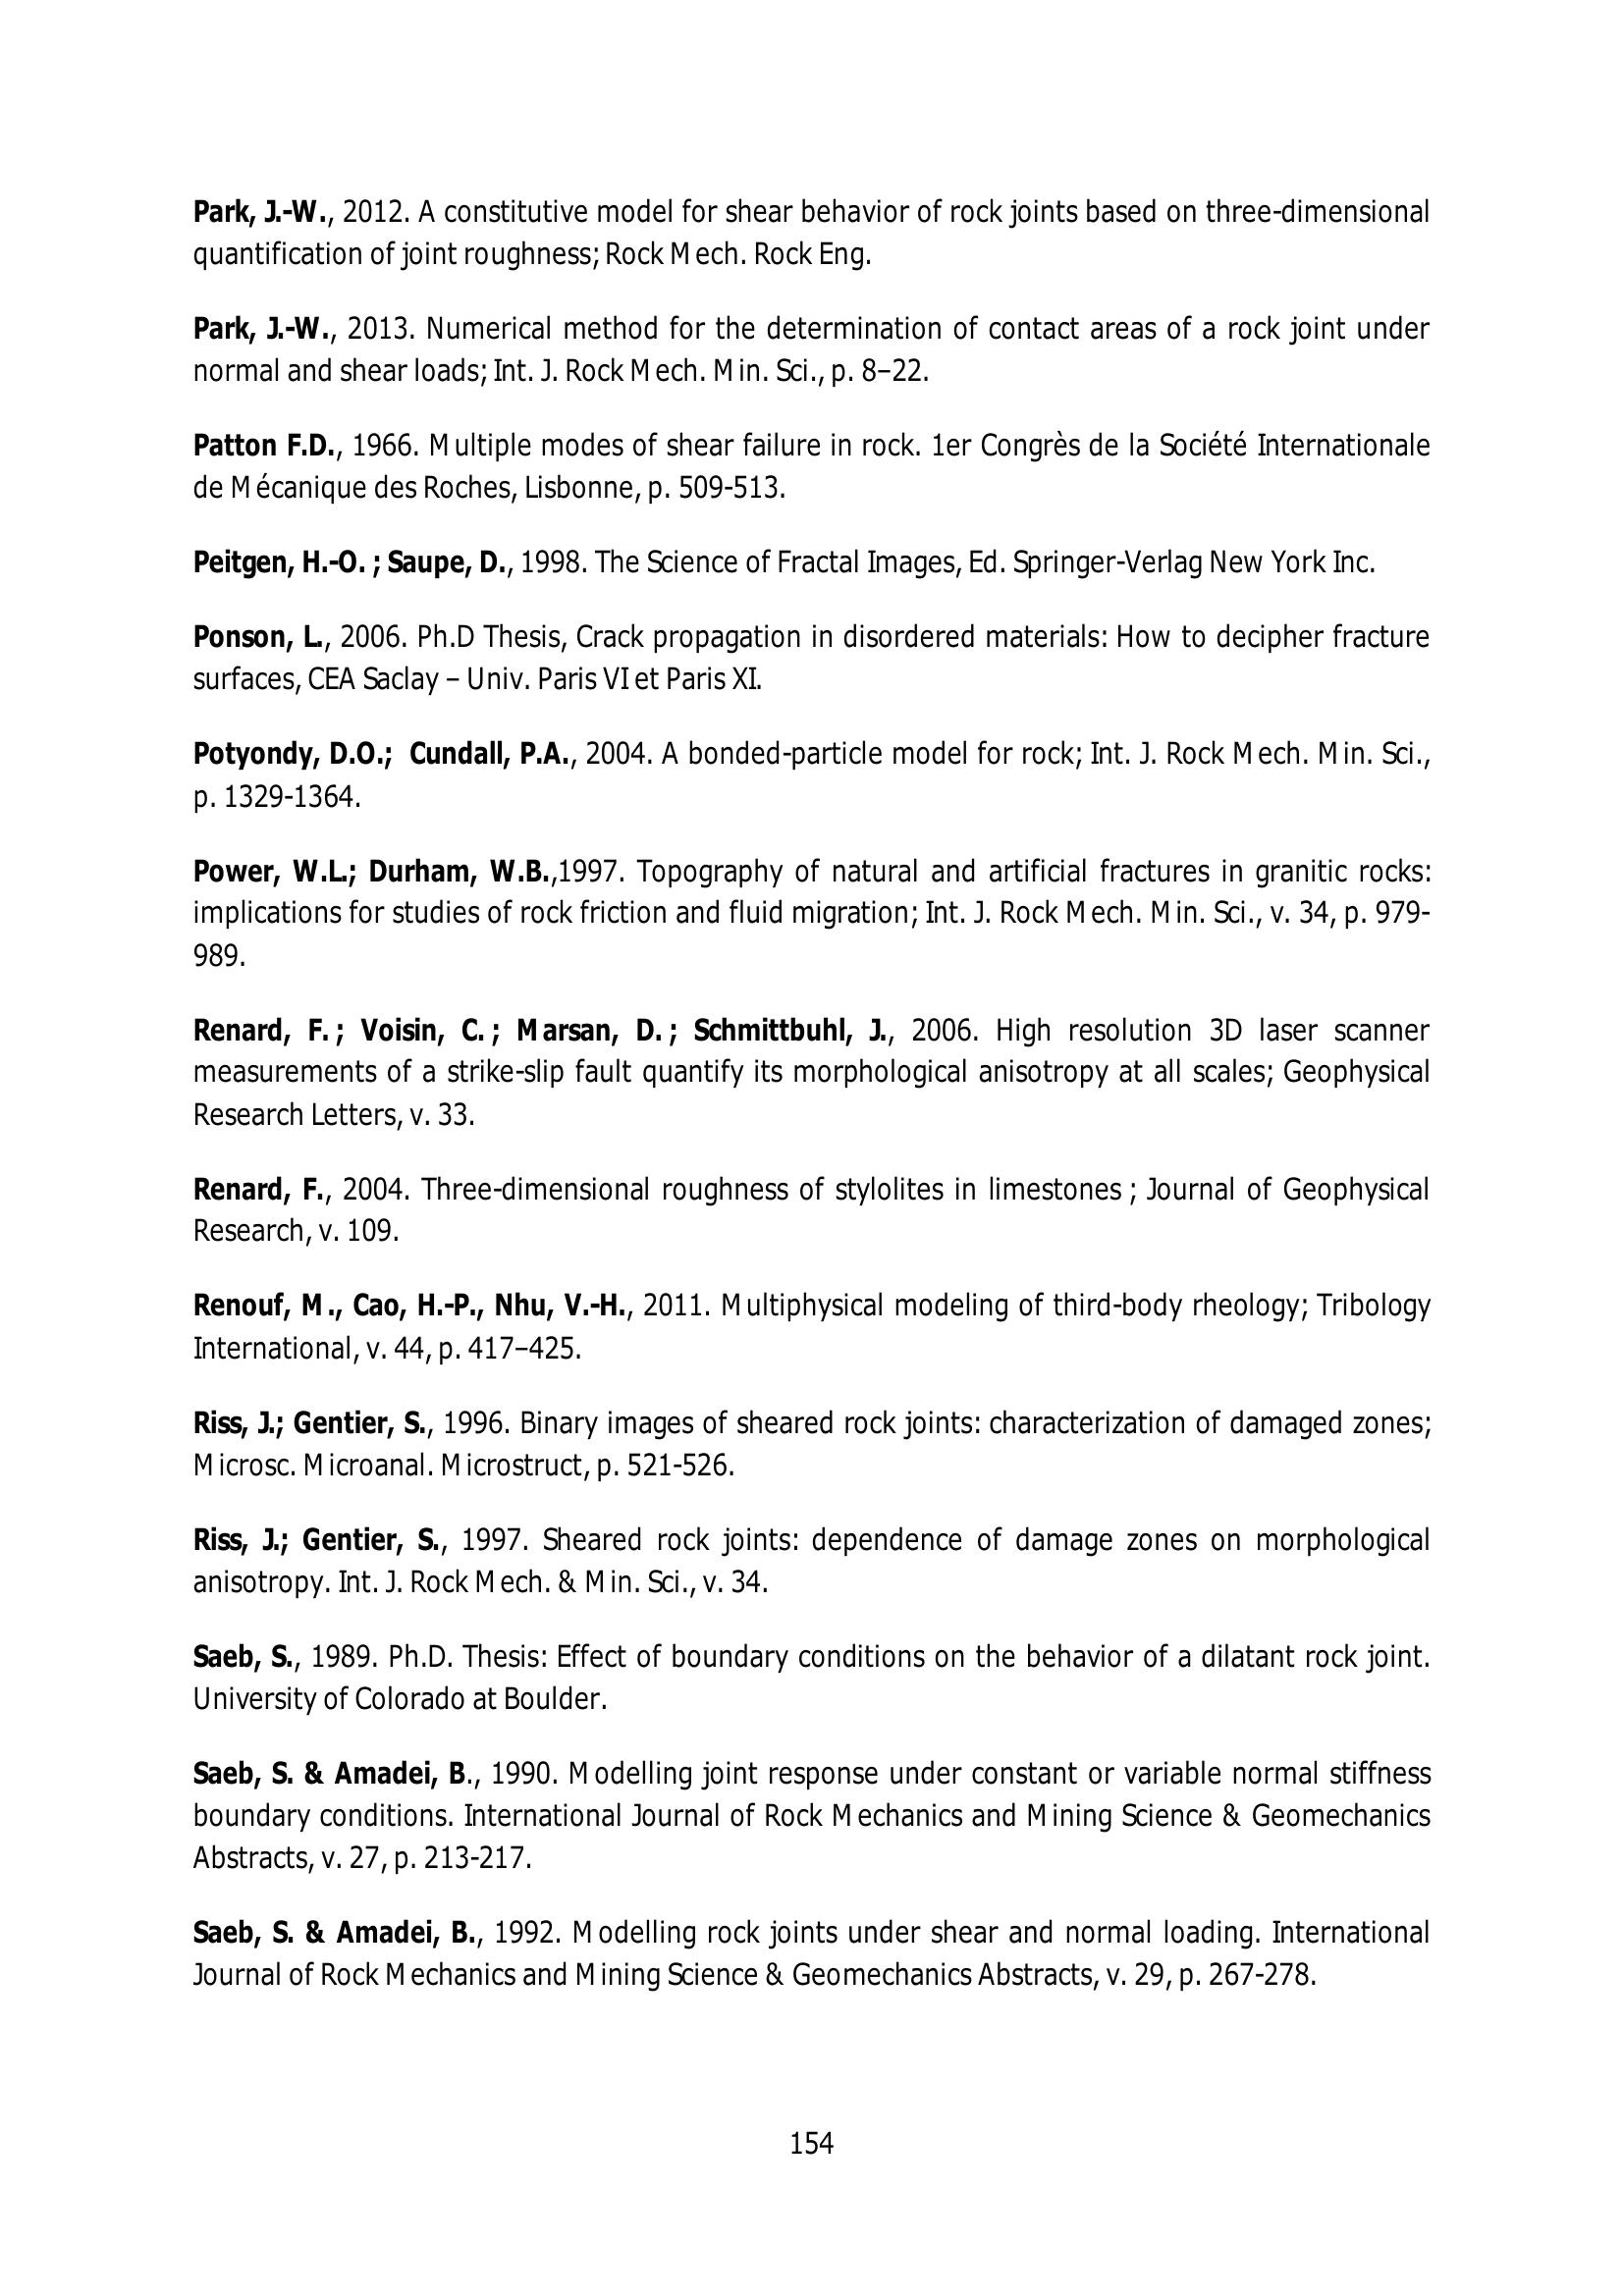 Park, J.-W., 2012. A constitutive model for shear behavior of rock joints based on three-dimensional
quantification of joint roughness; Rock Mech. Rock Eng.
Park, J.-W., 2013. Numerical method for the determination of contact areas of a rock joint under
normal and shear loads; Int. J. Rock Mech. Min. Sci., p. 8–22.
Patton F.D., 1966. Multiple modes of shear failure in rock. 1er Congrès de la Société Internationale
de Mécanique des Roches, Lisbonne, p. 509-513.
Peitgen, H.-O. ; Saupe, D., 1998. The Science of Fractal Images, Ed. Springer-Verlag New York Inc.
Ponson, L., 2006. Ph.D Thesis, Crack propagation in disordered materials: How to decipher fracture
surfaces, CEA Saclay – Univ. Paris VI et Paris XI.
Potyondy, D.O.; Cundall, P.A., 2004. A bonded-particle model for rock; Int. J. Rock Mech. Min. Sci.,
p. 1329-1364.
Power, W.L.; Durham, W.B.,1997. Topography of natural and artificial fractures in granitic rocks:
implications for studies of rock friction and fluid migration; Int. J. Rock Mech. Min. Sci., v. 34, p. 979-
989.
Renard, F. ; Voisin, C. ; Marsan, D. ; Schmittbuhl, J., 2006. High resolution 3D laser scanner
measurements of a strike-slip fault quantify its morphological anisotropy at all scales; Geophysical
Research Letters, v. 33.
Renard, F., 2004. Three-dimensional roughness of stylolites in limestones ; Journal of Geophysical
Research, v. 109.
Renouf, M., Cao, H.-P., Nhu, V.-H., 2011. Multiphysical modeling of third-body rheology; Tribology
International, v. 44, p. 417–425.
Riss, J.; Gentier, S., 1996. Binary images of sheared rock joints: characterization of damaged zones;
Microsc. Microanal. Microstruct, p. 521-526.
Riss, J.; Gentier, S., 1997. Sheared rock joints: dependence of damage zones on morphological
anisotropy. Int. J. Rock Mech. & Min. Sci., v. 34.
Saeb, S., 1989. Ph.D. Thesis: Effect of boundary conditions on the behavior of a dilatant rock joint.
University of Colorado at Boulder.
Saeb, S. & Amadei, B., 1990. Modelling joint response under constant or variable normal stiffness
boundary conditions. International Journal of Rock Mechanics and Mining Science & Geomechanics
Abstracts, v. 27, p. 213-217.
Saeb, S. & Amadei, B., 1992. Modelling rock joints under shear and normal loading. International
Journal of Rock Mechanics and Mining Science & Geomechanics Abstracts, v. 29, p. 267-278.
154